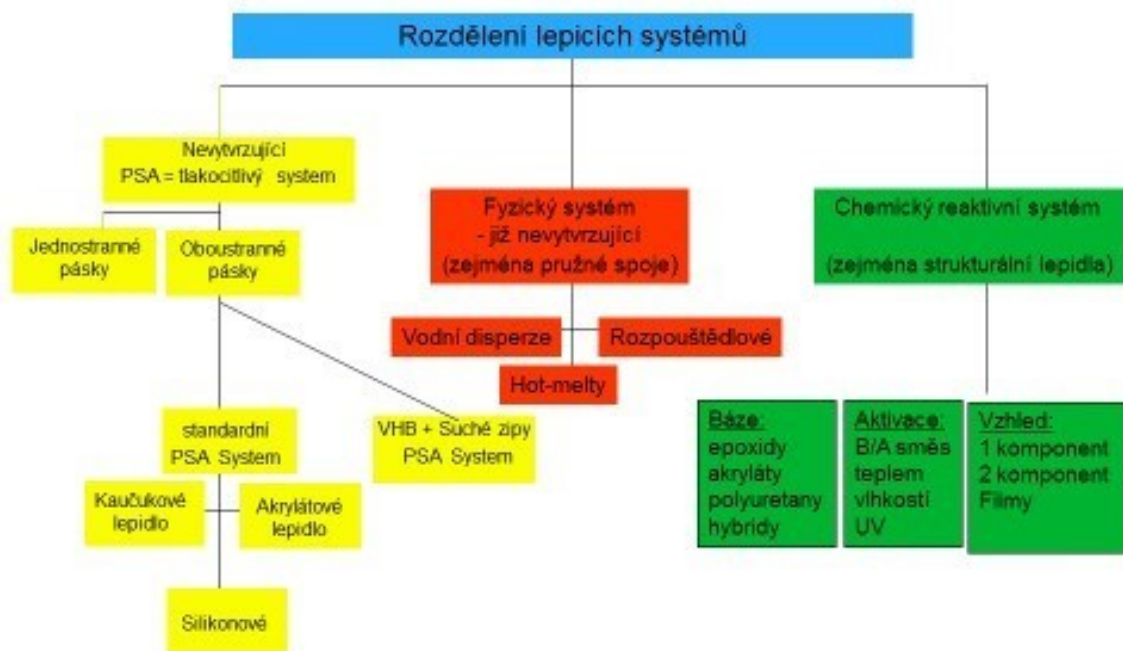 Rozdělení lepicích systémů
Nevytvrzující
PSA = tlakocitlivý system
Jednostranné
pásky
Oboustranné
pásky
standardní
PSA System
VHB + Suché zipy
PSA System
Kaučukové
lepidlo
Akrylátové
lepidlo
Silikonové
Fyzický systém
- již nevytvrzující
(zejména pružné spoje)
Vodní disperze
Rozpouštědlové
Hot-melty
Chemický reaktivní systém
(zejména strukturální lepidla)
Báze:
epoxidy
akryláty
polyuretany
hybridy
Aktivace:
B/A směs
teplem
vlhkostí
UV
Vzhled:
1 komponent
2 komponent
Filmy